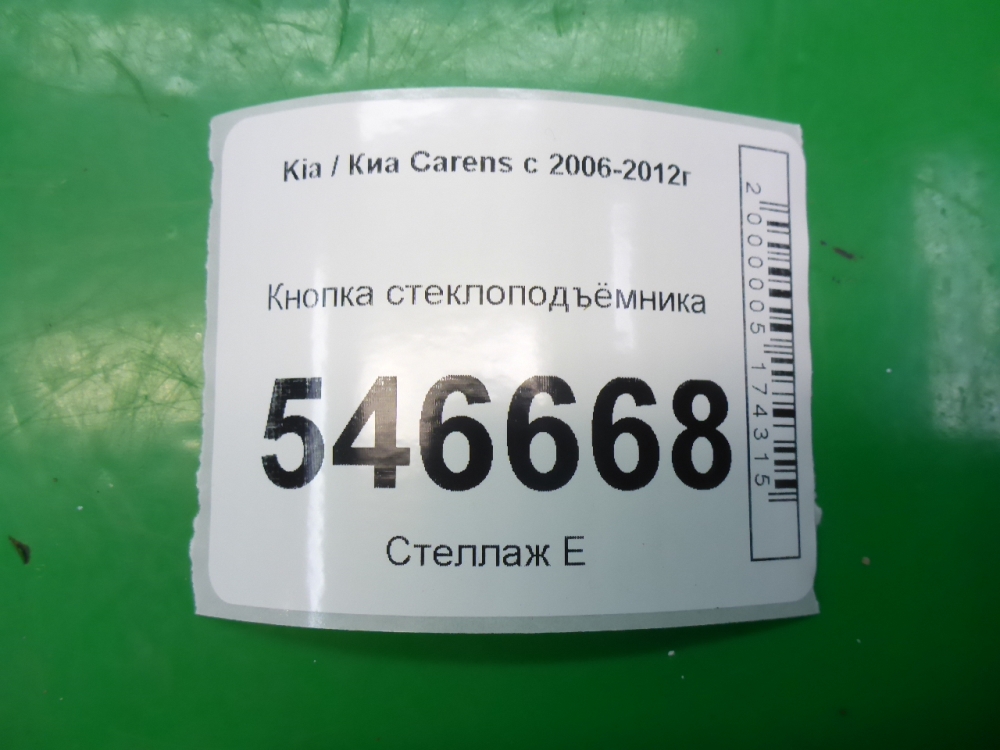 Kia / Киа Carens с 2006-2012г
Кнопка стеклоподъёмника
546668
Стеллаж Е
2000005174315